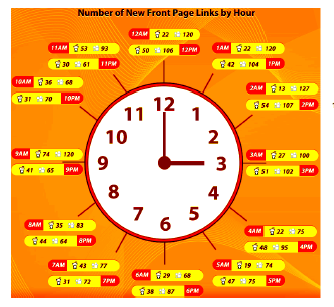 Number of New Front Page Links by Hour
12AM 22 120
50 106 12PM
11AM 53 93
30 61 11PM
1AM 22 120
42 104 1PM
10AM 36 68
31 70 10PM
2AM 13 127
54 107 2PM
9AM 74 120
41 65 9PM
3AM 27 100
51 102 3PM
8AM 35 83
44 64 8PM
4AM 22 75
48 95 4PM
7AM 43 77
31 72 7PM
5AM 19 74
47 75 5PM
6AM 29 68
38 87 6PM
12
11 1
10 2
9 3
8 4
7 5
6